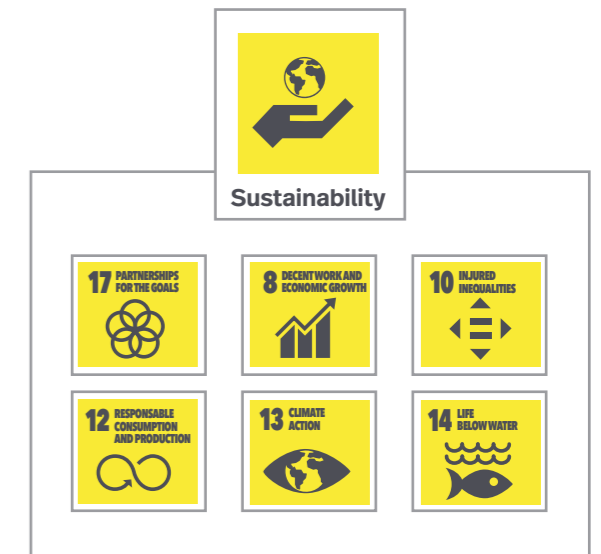 Sustainability
17 PARTNERSHIPS
FOR THE GOALS
8 DECENT WORK AND
ECONOMIC GROWTH
10 INJURED
INEQUALITIES
12 RESPONSABLE
CONSUMPTION
AND PRODUCTION
13 CLIMATE
ACTION
14 LIFE
BELOW WATER